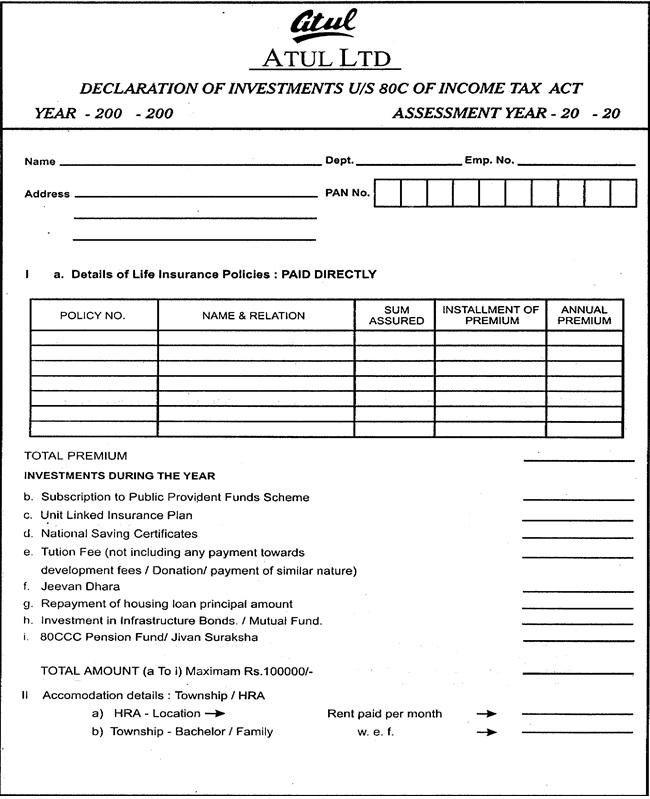 atul
ATUL LTD
DECLARATION OF INVESTMENTS U/S 80C OF INCOME TAX ACT
YEAR - 200 - 200 ASSESSMENT YEAR - 20 - 20
Name Dept. Emp. No.
Address PAN No.
I a. Details of Life Insurance Policies : PAID DIRECTLY
POLICY NO. NAME & RELATION SUM ASSURED INSTALLMENT OF PREMIUM ANNUAL PREMIUM
TOTAL PREMIUM
INVESTMENTS DURING THE YEAR
b. Subscription to Public Provident Funds Scheme
c. Unit Linked Insurance Plan
d. National Saving Certificates
e. Tution Fee (not including any payment towards
development fees / Donation/ payment of similar nature)
f. Jeevan Dhara
g. Repayment of housing loan principal amount
h. Investment in Infrastructure Bonds. / Mutual Fund.
i. 80CCC Pension Fund/ Jivan Suraksha
TOTAL AMOUNT (a To i) Maximam Rs.100000/-
Ii Accomodation details : Township / HRA
a) HRA - Location → Rent paid per month →
b) Township - Bachelor / Family w. e. f. →